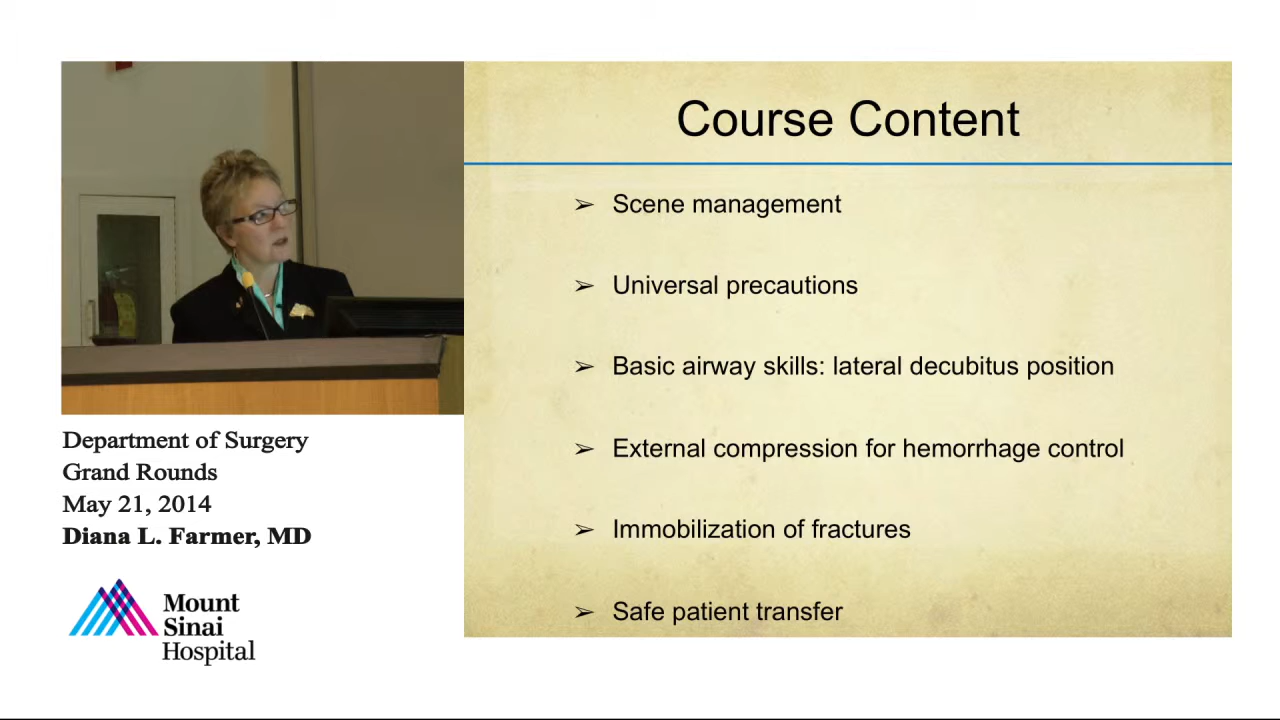 Course Content
➢ Scene management
➢ Universal precautions
➢ Basic airway skills: lateral decubitus position
➢ External compression for hemorrhage control
➢ Immobilization of fractures
➢ Safe patient transfer
Department of Surgery
Grand Rounds
May 21, 2014
Diana L. Farmer, MD
Mount
Sinai
Hospital